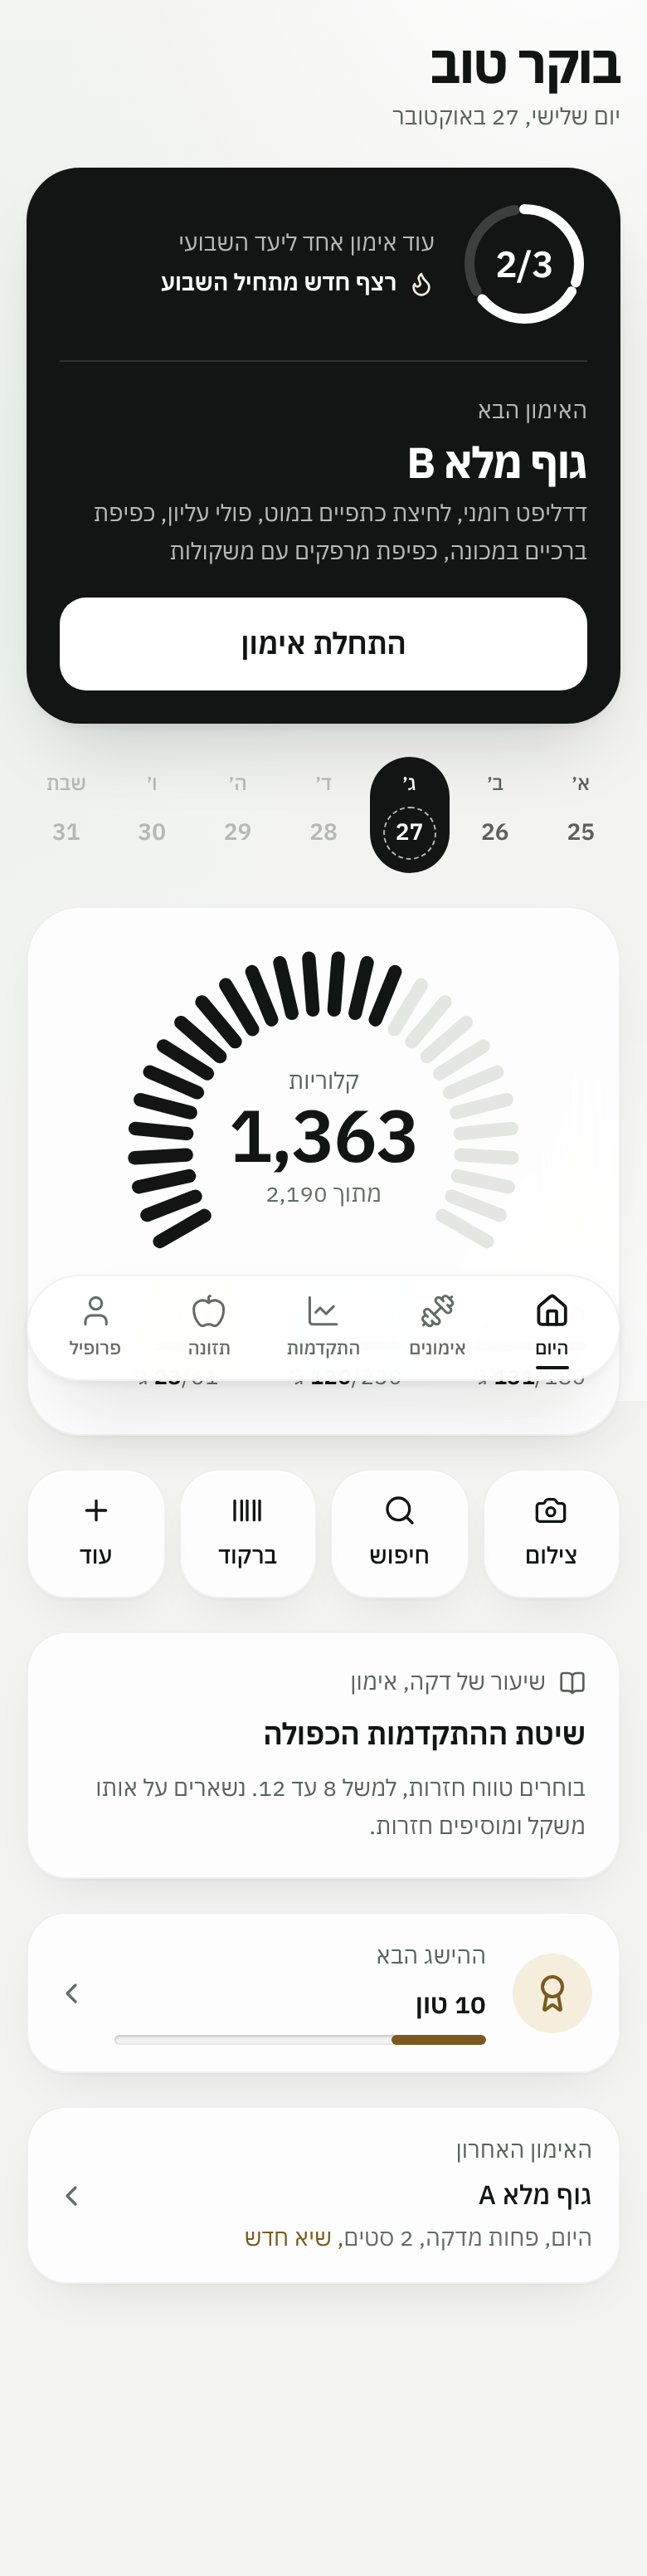 בוקר טוב
יום שלישי, 27 באוקטובר
2/3
עוד אימון אחד ליעד השבועי
רצף חדש מתחיל השבוע
האימון הבא
גוף מלא B
דדליפט רומני, לחיצת כתפיים במוט, פולי עליון, כפיפת
ברכיים במכונה, כפיפת מרפקים עם משקולות
התחלת אימון
א׳ ב׳ ג׳ ד׳ ה׳ ו׳ שבת
25 26 27 28 29 30 31
קלוריות
1,363
מתוך 2,190
היום אימונים התקדמות תזונה פרופיל
צילום חיפוש ברקוד עוד
שיעור של דקה, אימון
שיטת ההתקדמות הכפולה
בוחרים טווח חזרות, למשל 8 עד 12. נשארים על אותו
משקל ומוסיפים חזרות.
ההישג הבא
10 טון
האימון האחרון
גוף מלא A
היום, פחות מדקה, 2 סטים, שיא חדש